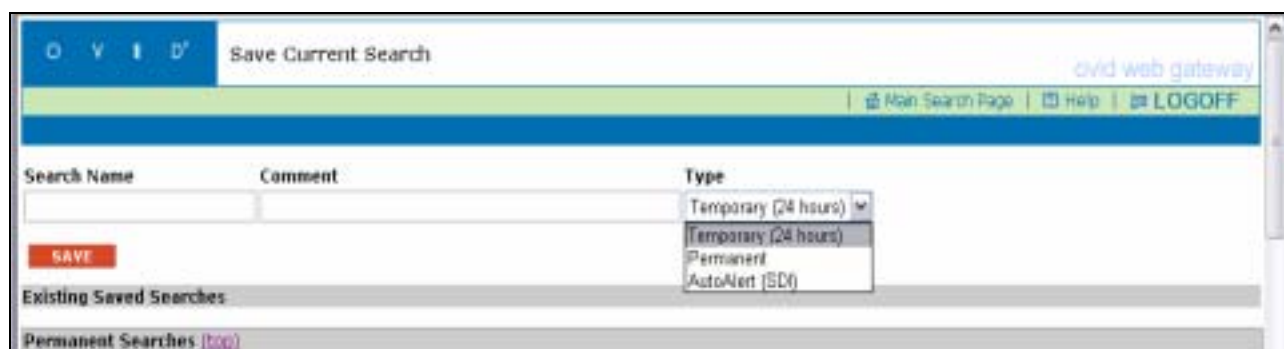 O V I D Save Current Search
ovid web gateway
| Main Search Page | Help | LOGOFF
Search Name Comment Type
Temporary (24 hours)
Temporary (24 hours)
Permanent
AutoAlert (SDI)
SAVE
Existing Saved Searches
Permanent Searches (top)